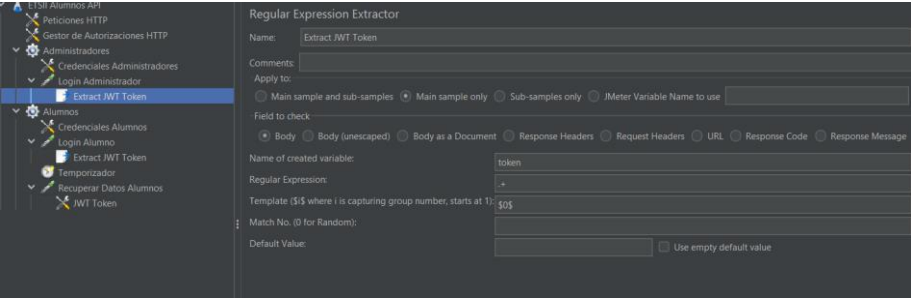 ETSII Alumnos API
Peticiones HTTP
Gestor de Autorizaciones HTTP
Administradores
Credenciales Administradores
Login Administrador
Extract JWT Token
Alumnos
Credenciales Alumnos
Login Alumno
Extract JWT Token
Temporizador
Recuperar Datos Alumnos
JWT Token
Regular Expression Extractor
Name: Extract JWT Token
Comments:
Apply to:
Main sample and sub-samples Main sample only Sub-samples only JMeter Variable Name to use
Field to check
Body Body (unescaped) Body as a Document Response Headers Request Headers URL Response Code Response Message
Name of created variable: token
Regular Expression: .+
Template ($i$ where i is capturing group number, starts at 1): $0$
Match No. (0 for Random):
Default Value: Use empty default value